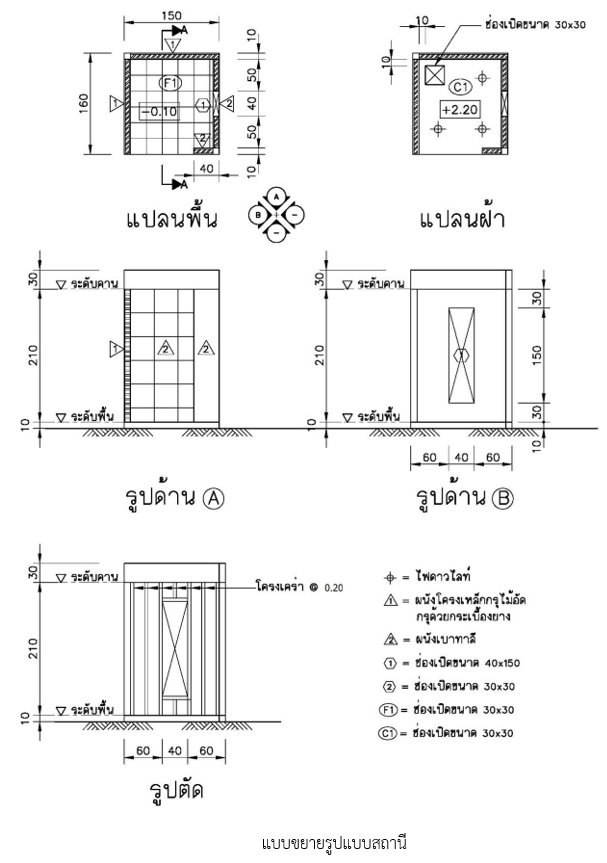 150
A
1
10
50
40
50
10
160
F1
-0.10
1
1
2
2
A
40
แปลนพื้น
10
ช่องเปิดขนาด 30x30
10
C1
+2.20
แปลนฝ้า
A
B
-
-
30
210
10
ระดับคาน
1
2
2
ระดับพื้น
รูปด้าน A
30
210
10
ระดับคาน
1
ระดับพื้น
30
150
30
10
60 40 60
รูปด้าน B
30
210
10
ระดับคาน
โครงเคร่า @ 0.20
ระดับพื้น
60 40 60
รูปตัด
= ไฟดาวไลท์
1 = ผนังโครงเหล็กกรุไม้อัด
กรุด้วยกระเบื้องยาง
2 = ผนังเบาทาสี
1 = ช่องเปิดขนาด 40x150
2 = ช่องเปิดขนาด 30x30
F1 = ช่องเปิดขนาด 30x30
C1 = ช่องเปิดขนาด 30x30
แบบขยายรูปแบบสถานี